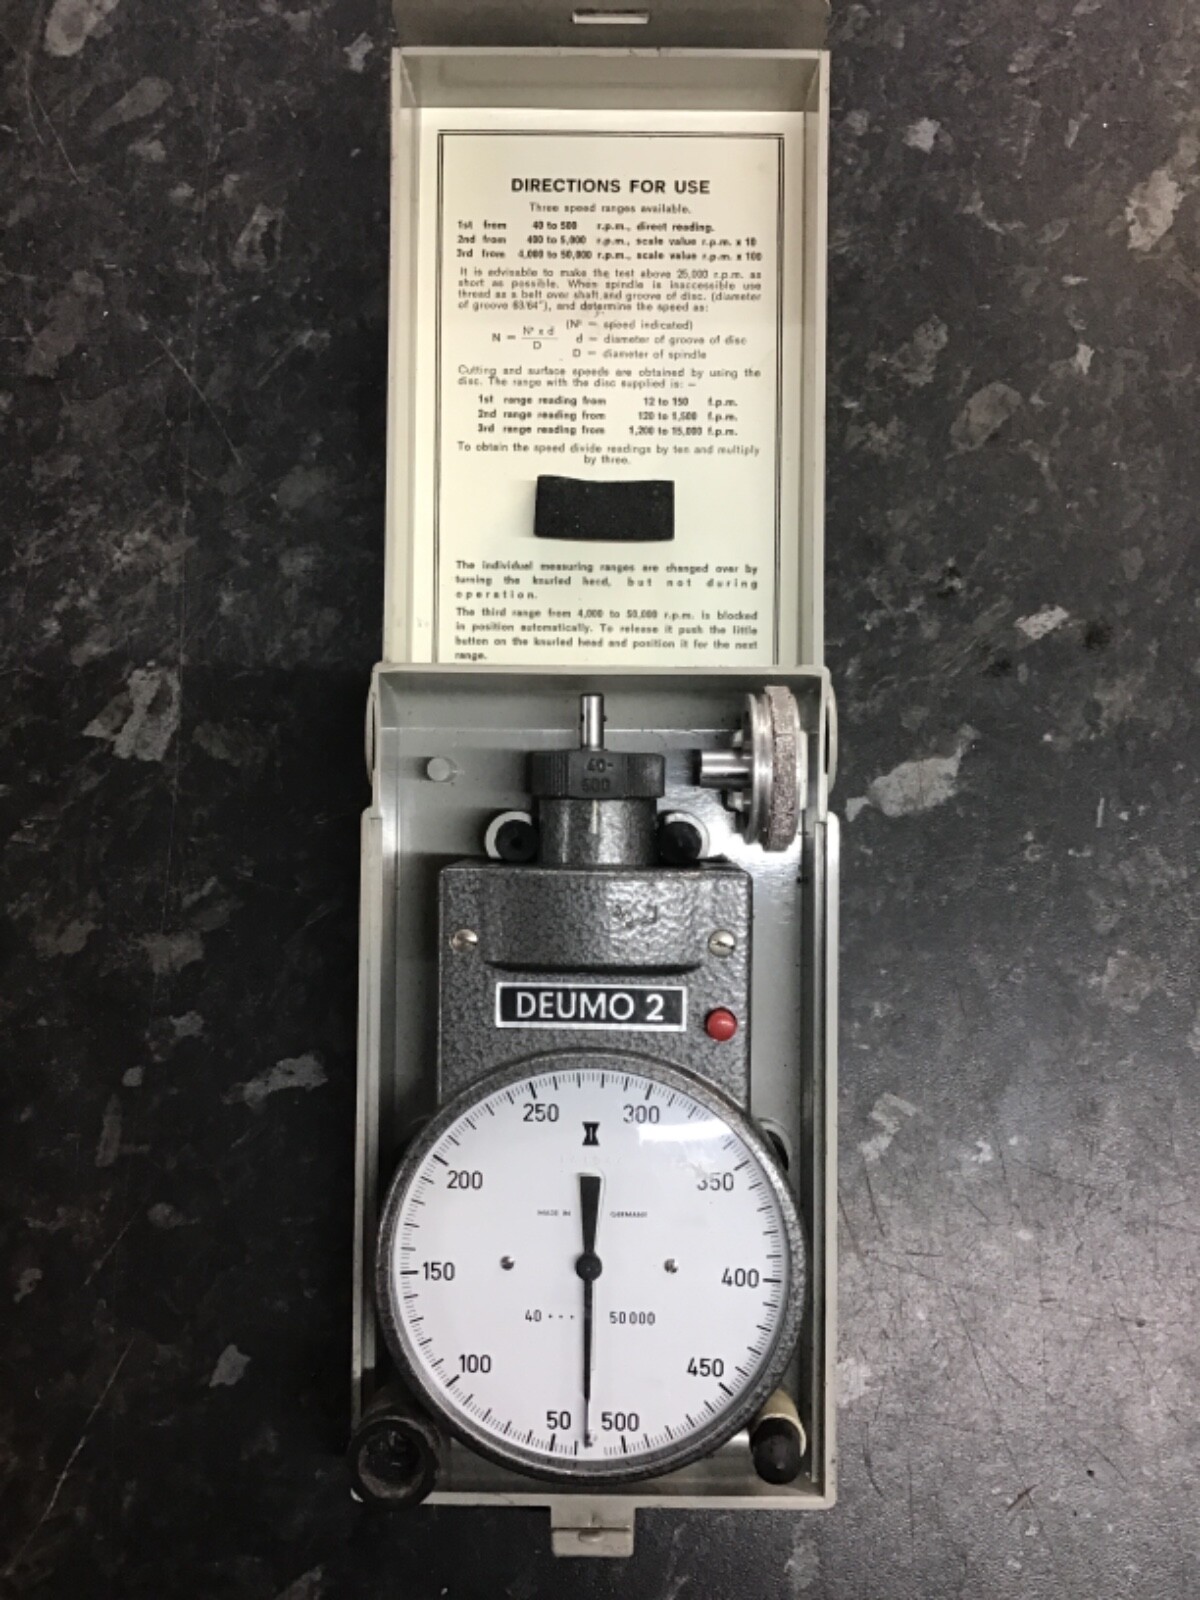 DIRECTIONS FOR USE
Three speed ranges available.
1st from 40 to 500 r.p.m., direct reading.
2nd from 400 to 5,000 r.p.m., scale value r.p.m. x 10
3rd from 4,000 to 50,000 r.p.m., scale value r.p.m. x 100
It is advisable to make the test above 25,000 r.p.m. as
short as possible. When spindle is inaccessible use
thread as a belt over shaft and groove of disc. (diameter
of groove 63/64"), and determine the speed as:
(N° = speed indicated)
N = N° x d / D d = diameter of groove of disc
D = diameter of spindle
Cutting and surface speeds are obtained by using the
disc. The range with the disc supplied is: —
1st range reading from 12 to 150 f.p.m.
2nd range reading from 120 to 1,500 f.p.m.
3rd range reading from 1,200 to 15,000 f.p.m.
To obtain the speed divide readings by ten and multiply
by three.
The individual measuring ranges are changed over by
turning the knurled head, but not during
operation.
The third range from 4,000 to 50,000 r.p.m. is blocked
in position automatically. To release it push the little
button on the knurled head and position it for the next
range.
40-
500
DEUMO 2
250 300
200 350
MADE IN GERMANY
150 400
40 · · · 50000
100 450
50 500